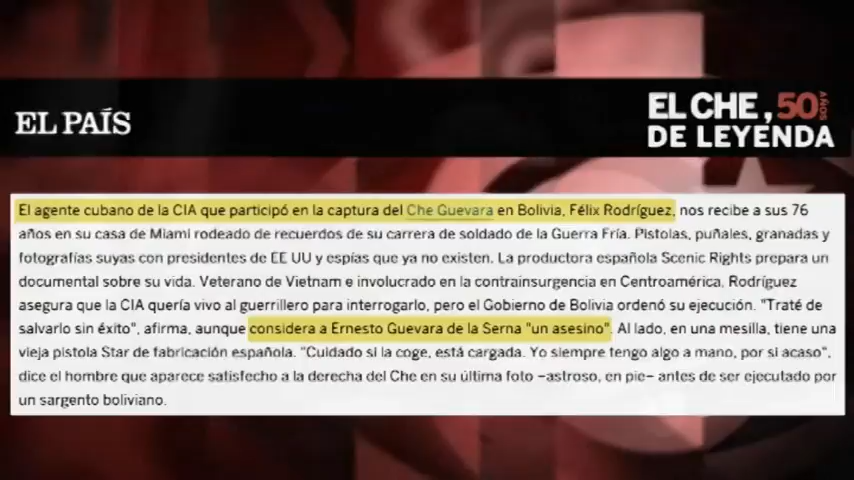 EL PAÍS
EL CHE, 50 AÑOS
DE LEYENDA
El agente cubano de la CIA que participó en la captura del Che Guevara en Bolivia, Félix Rodríguez, nos recibe a sus 76
años en su casa de Miami rodeado de recuerdos de su carrera de soldado de la Guerra Fría. Pistolas, puñales, granadas y
fotografías suyas con presidentes de EE UU y espías que ya no existen. La productora española Scenic Rights prepara un
documental sobre su vida. Veterano de Vietnam e involucrado en la contrainsurgencia en Centroamérica, Rodríguez
asegura que la CIA quería vivo al guerrillero para interrogarlo, pero el Gobierno de Bolivia ordenó su ejecución. "Traté de
salvarlo sin éxito", afirma, aunque considera a Ernesto Guevara de la Serna "un asesino". Al lado, en una mesilla, tiene una
vieja pistola Star de fabricación española. "Cuidado si la coge, está cargada. Yo siempre tengo algo a mano, por si acaso",
dice el hombre que aparece satisfecho a la derecha del Che en su última foto –astroso, en pie– antes de ser ejecutado por
un sargento boliviano.